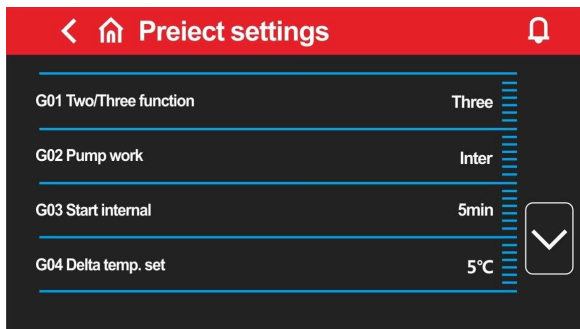 Preiect settings
G01 Two/Three function Three
G02 Pump work Inter
G03 Start internal 5min
G04 Delta temp. set 5℃